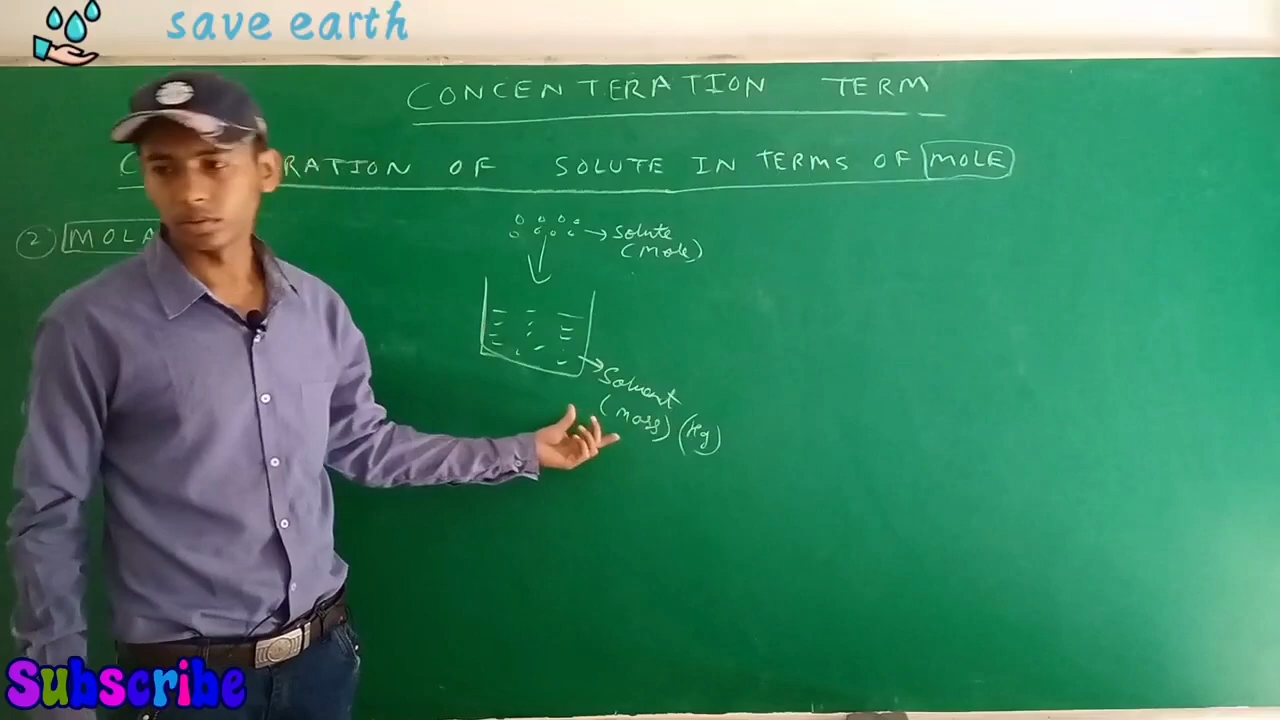 save earth
CONCENTERATION TERM
C RATION OF SOLUTE IN TERMS OF MOLE
2 MOLA
Solute
(Mole)
Solvent
(mass) (Kg)
Subscribe